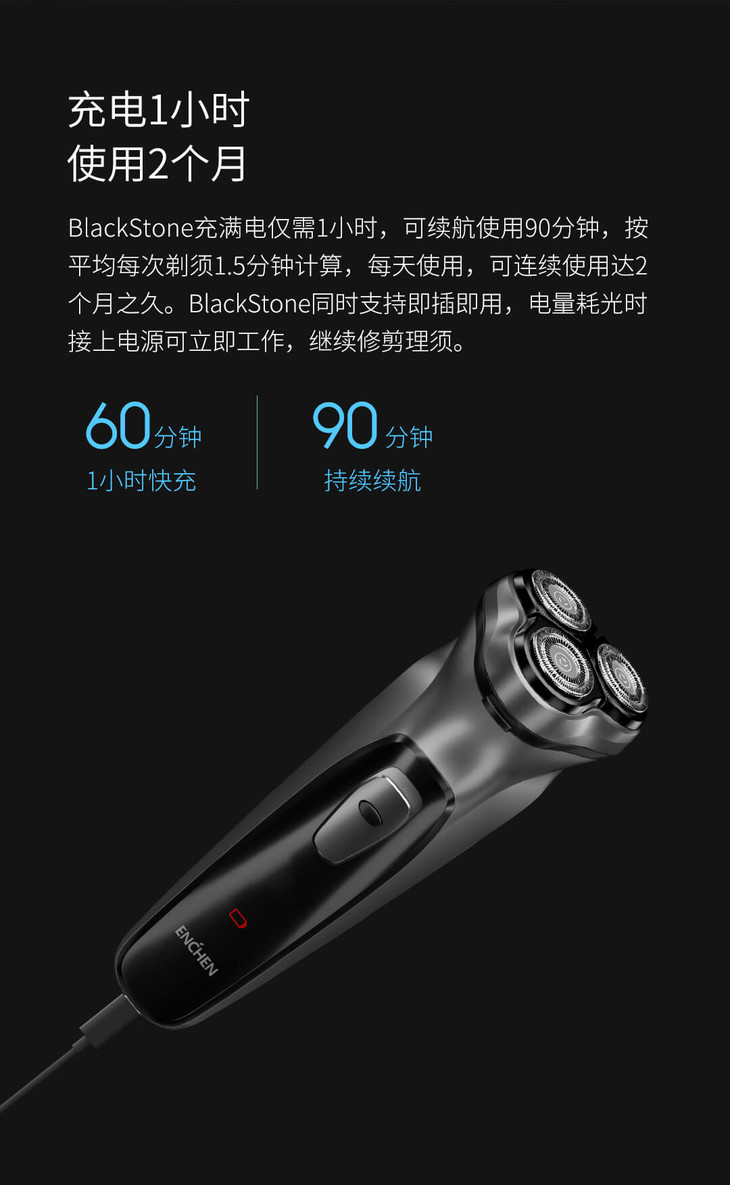 充电1小时
使用2个月
BlackStone充满电仅需1小时，可续航使用90分钟，按
平均每次剃须1.5分钟计算，每天使用，可连续使用达2
个月之久。BlackStone同时支持即插即用，电量耗光时
接上电源可立即工作，继续修剪理须。
60分钟
1小时快充
90分钟
持续续航
ENCHEN